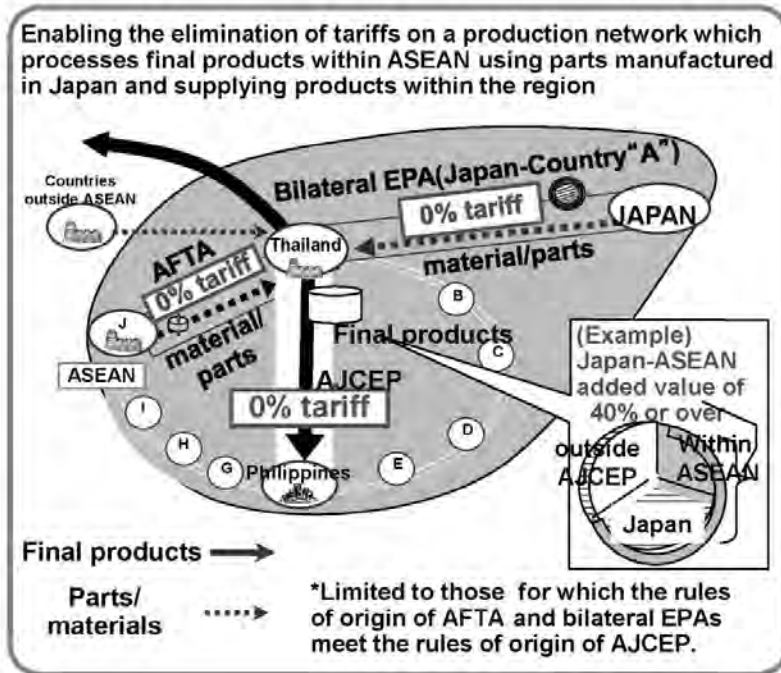 Enabling the elimination of tariffs on a production network which
processes final products within ASEAN using parts manufactured
in Japan and supplying products within the region
Countries
outside ASEAN
Bilateral EPA(Japan-Country“A”)
0% tariff
JAPAN
material/parts
Thailand
AFTA
0% tariff
J
material/
parts
ASEAN
B
C
D
E
G
H
I
Final products
AJCEP
0% tariff
Philippines
(Example)
Japan-ASEAN
added value of
40% or over
outside
AJCEP
Within
ASEAN
Japan
Final products
Parts/
materials
*Limited to those for which the rules
of origin of AFTA and bilateral EPAs
meet the rules of origin of AJCEP.